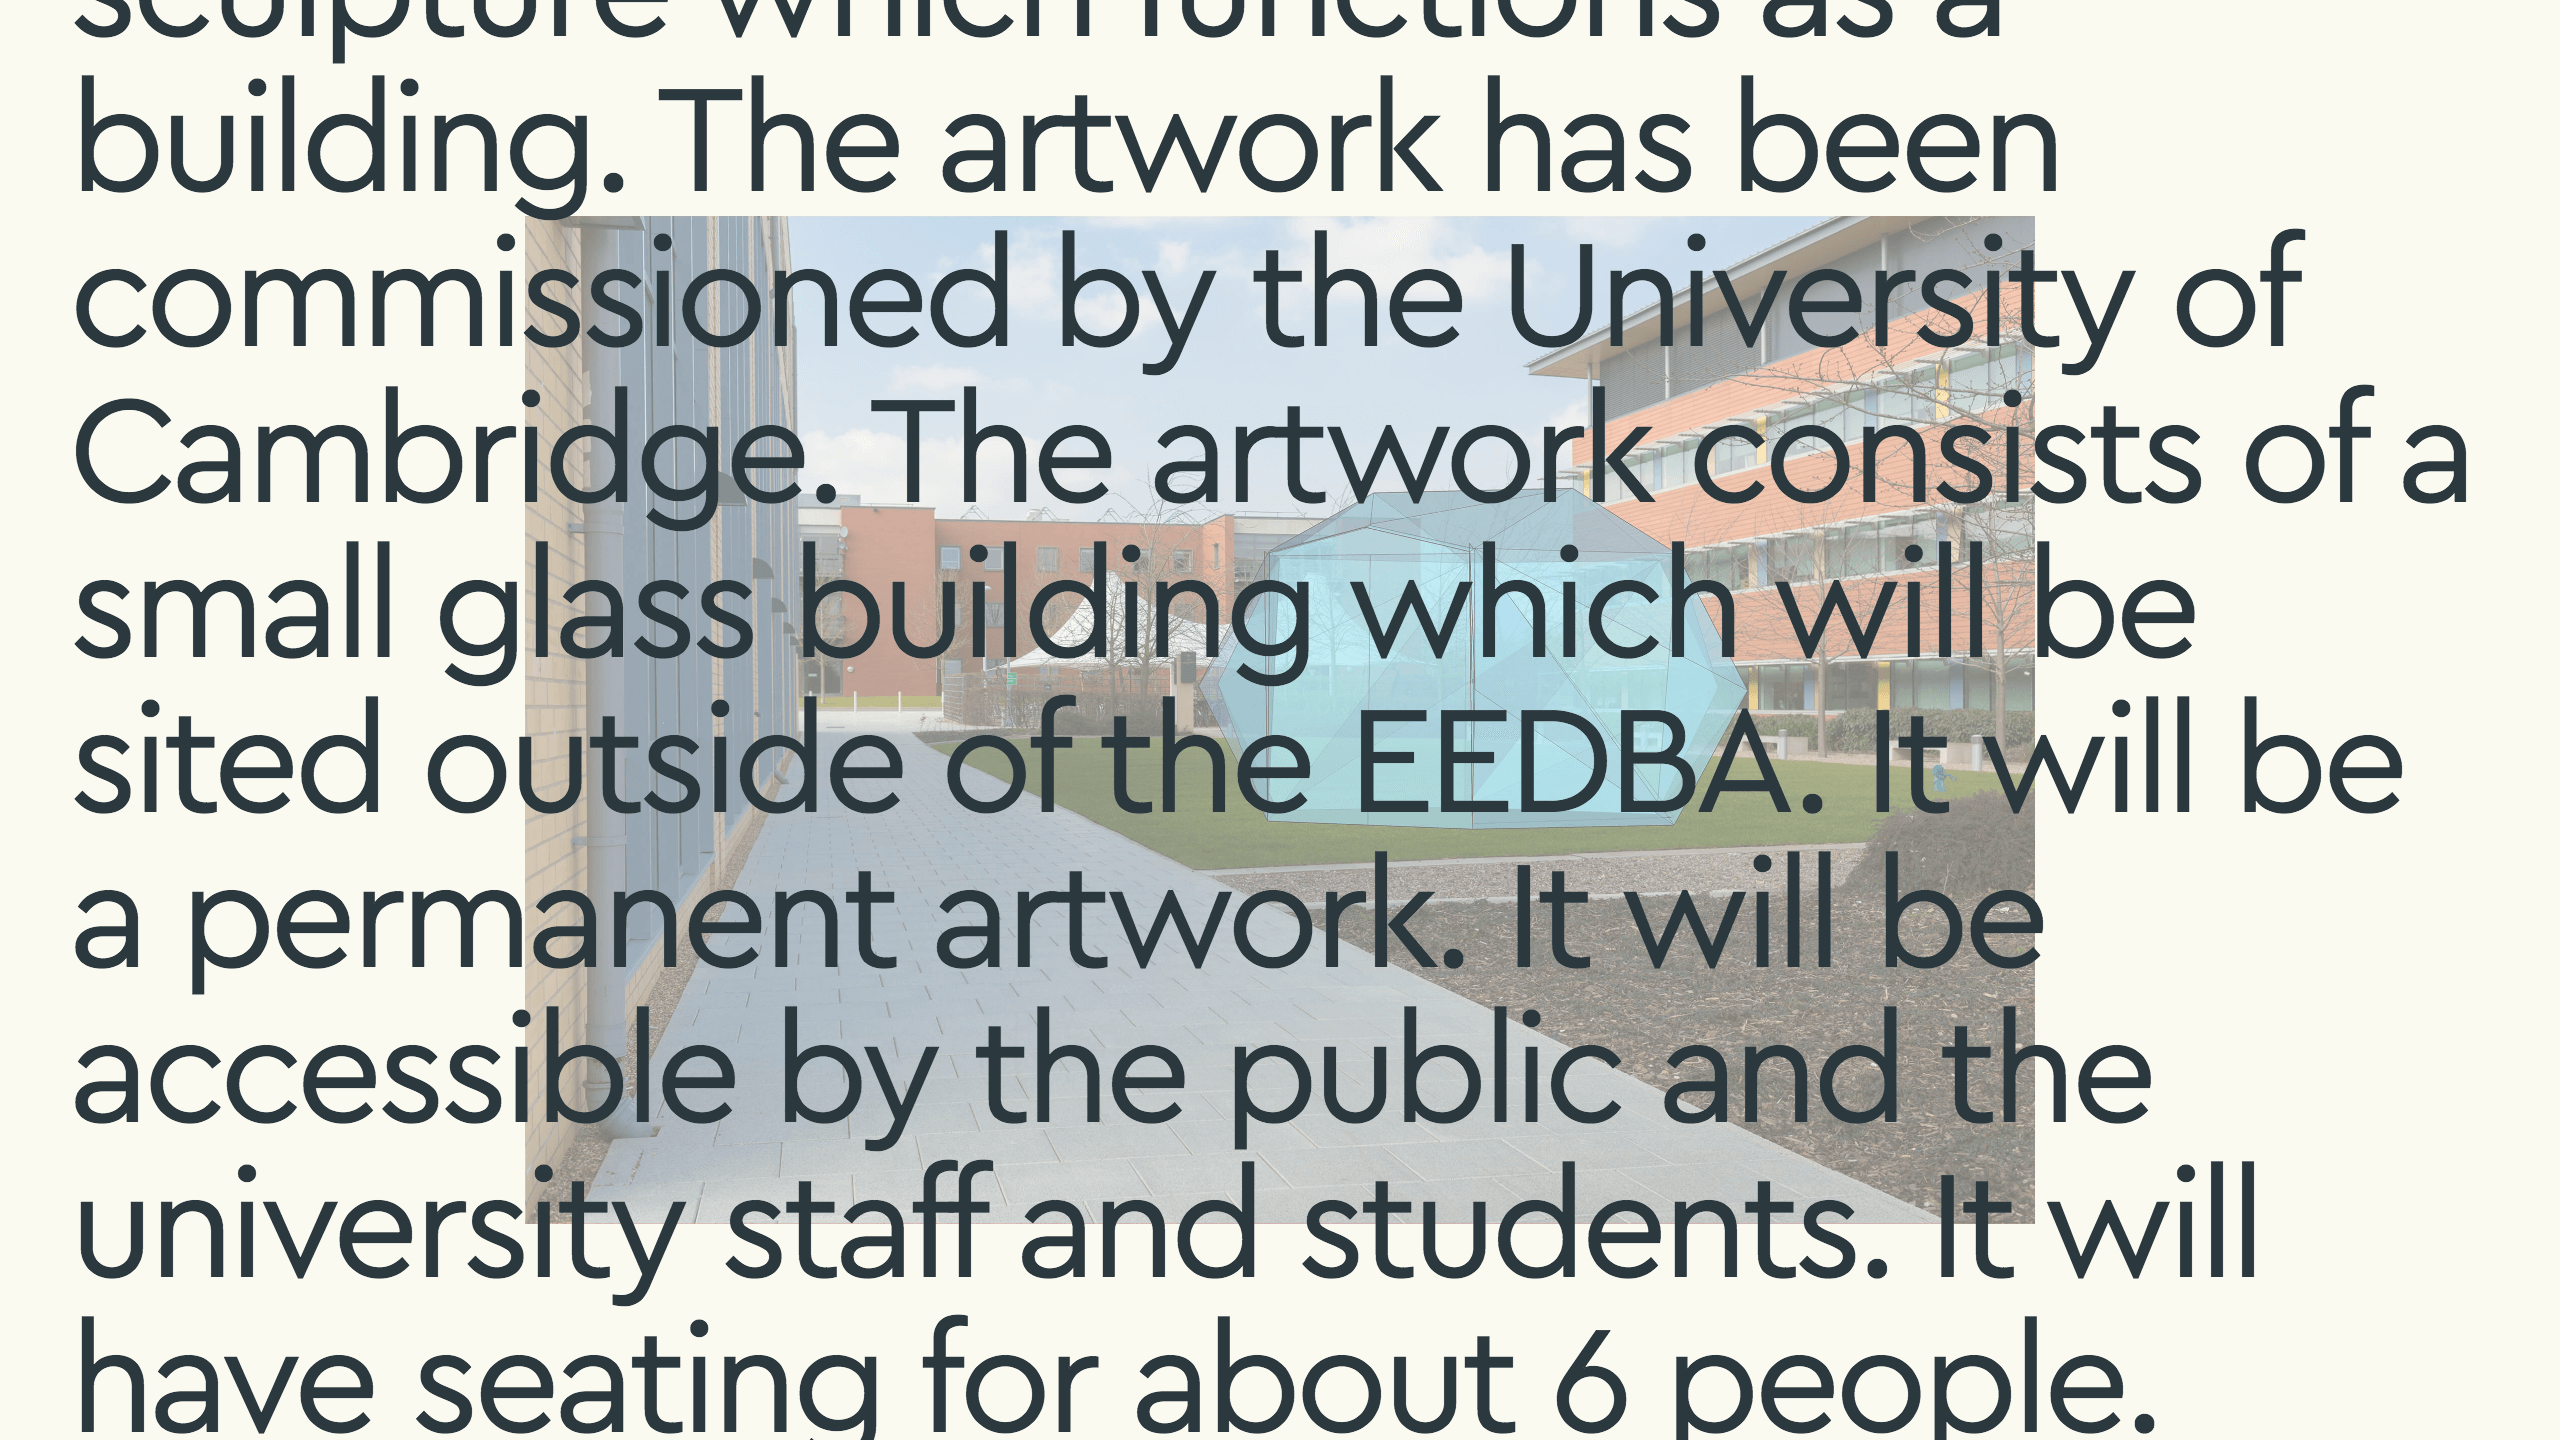 sculpture which functions as a
building. The artwork has been
commissioned by the University of
Cambridge. The artwork consists of a
small glass building which will be
sited outside of the EEDBA. It will be
a permanent artwork. It will be
accessible by the public and the
university staff and students. It will
have seating for about 6 people.